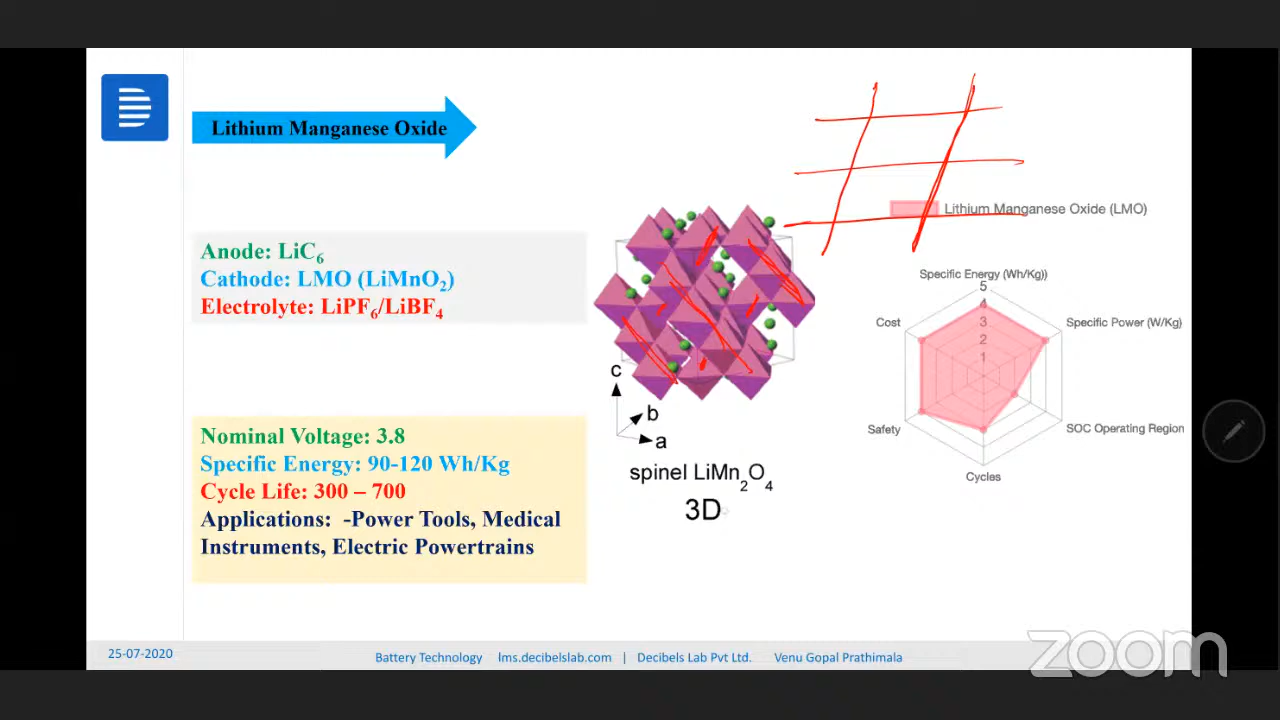 Lithium Manganese Oxide
Anode: LiC₆
Cathode: LMO (LiMnO₂)
Electrolyte: LiPF₆/LiBF₄
Nominal Voltage: 3.8
Specific Energy: 90-120 Wh/Kg
Cycle Life: 300 – 700
Applications: -Power Tools, Medical
Instruments, Electric Powertrains
c
b
a
spinel LiMn₂O₄
3D
Lithium Manganese Oxide (LMO)
Specific Energy (Wh/Kg))
5
4
3
2
1
Cost
Specific Power (W/Kg)
Safety
SOC Operating Region
Cycles
25-07-2020
Battery Technology lms.decibelslab.com | Decibels Lab Pvt Ltd. Venu Gopal Prathimala
zoom